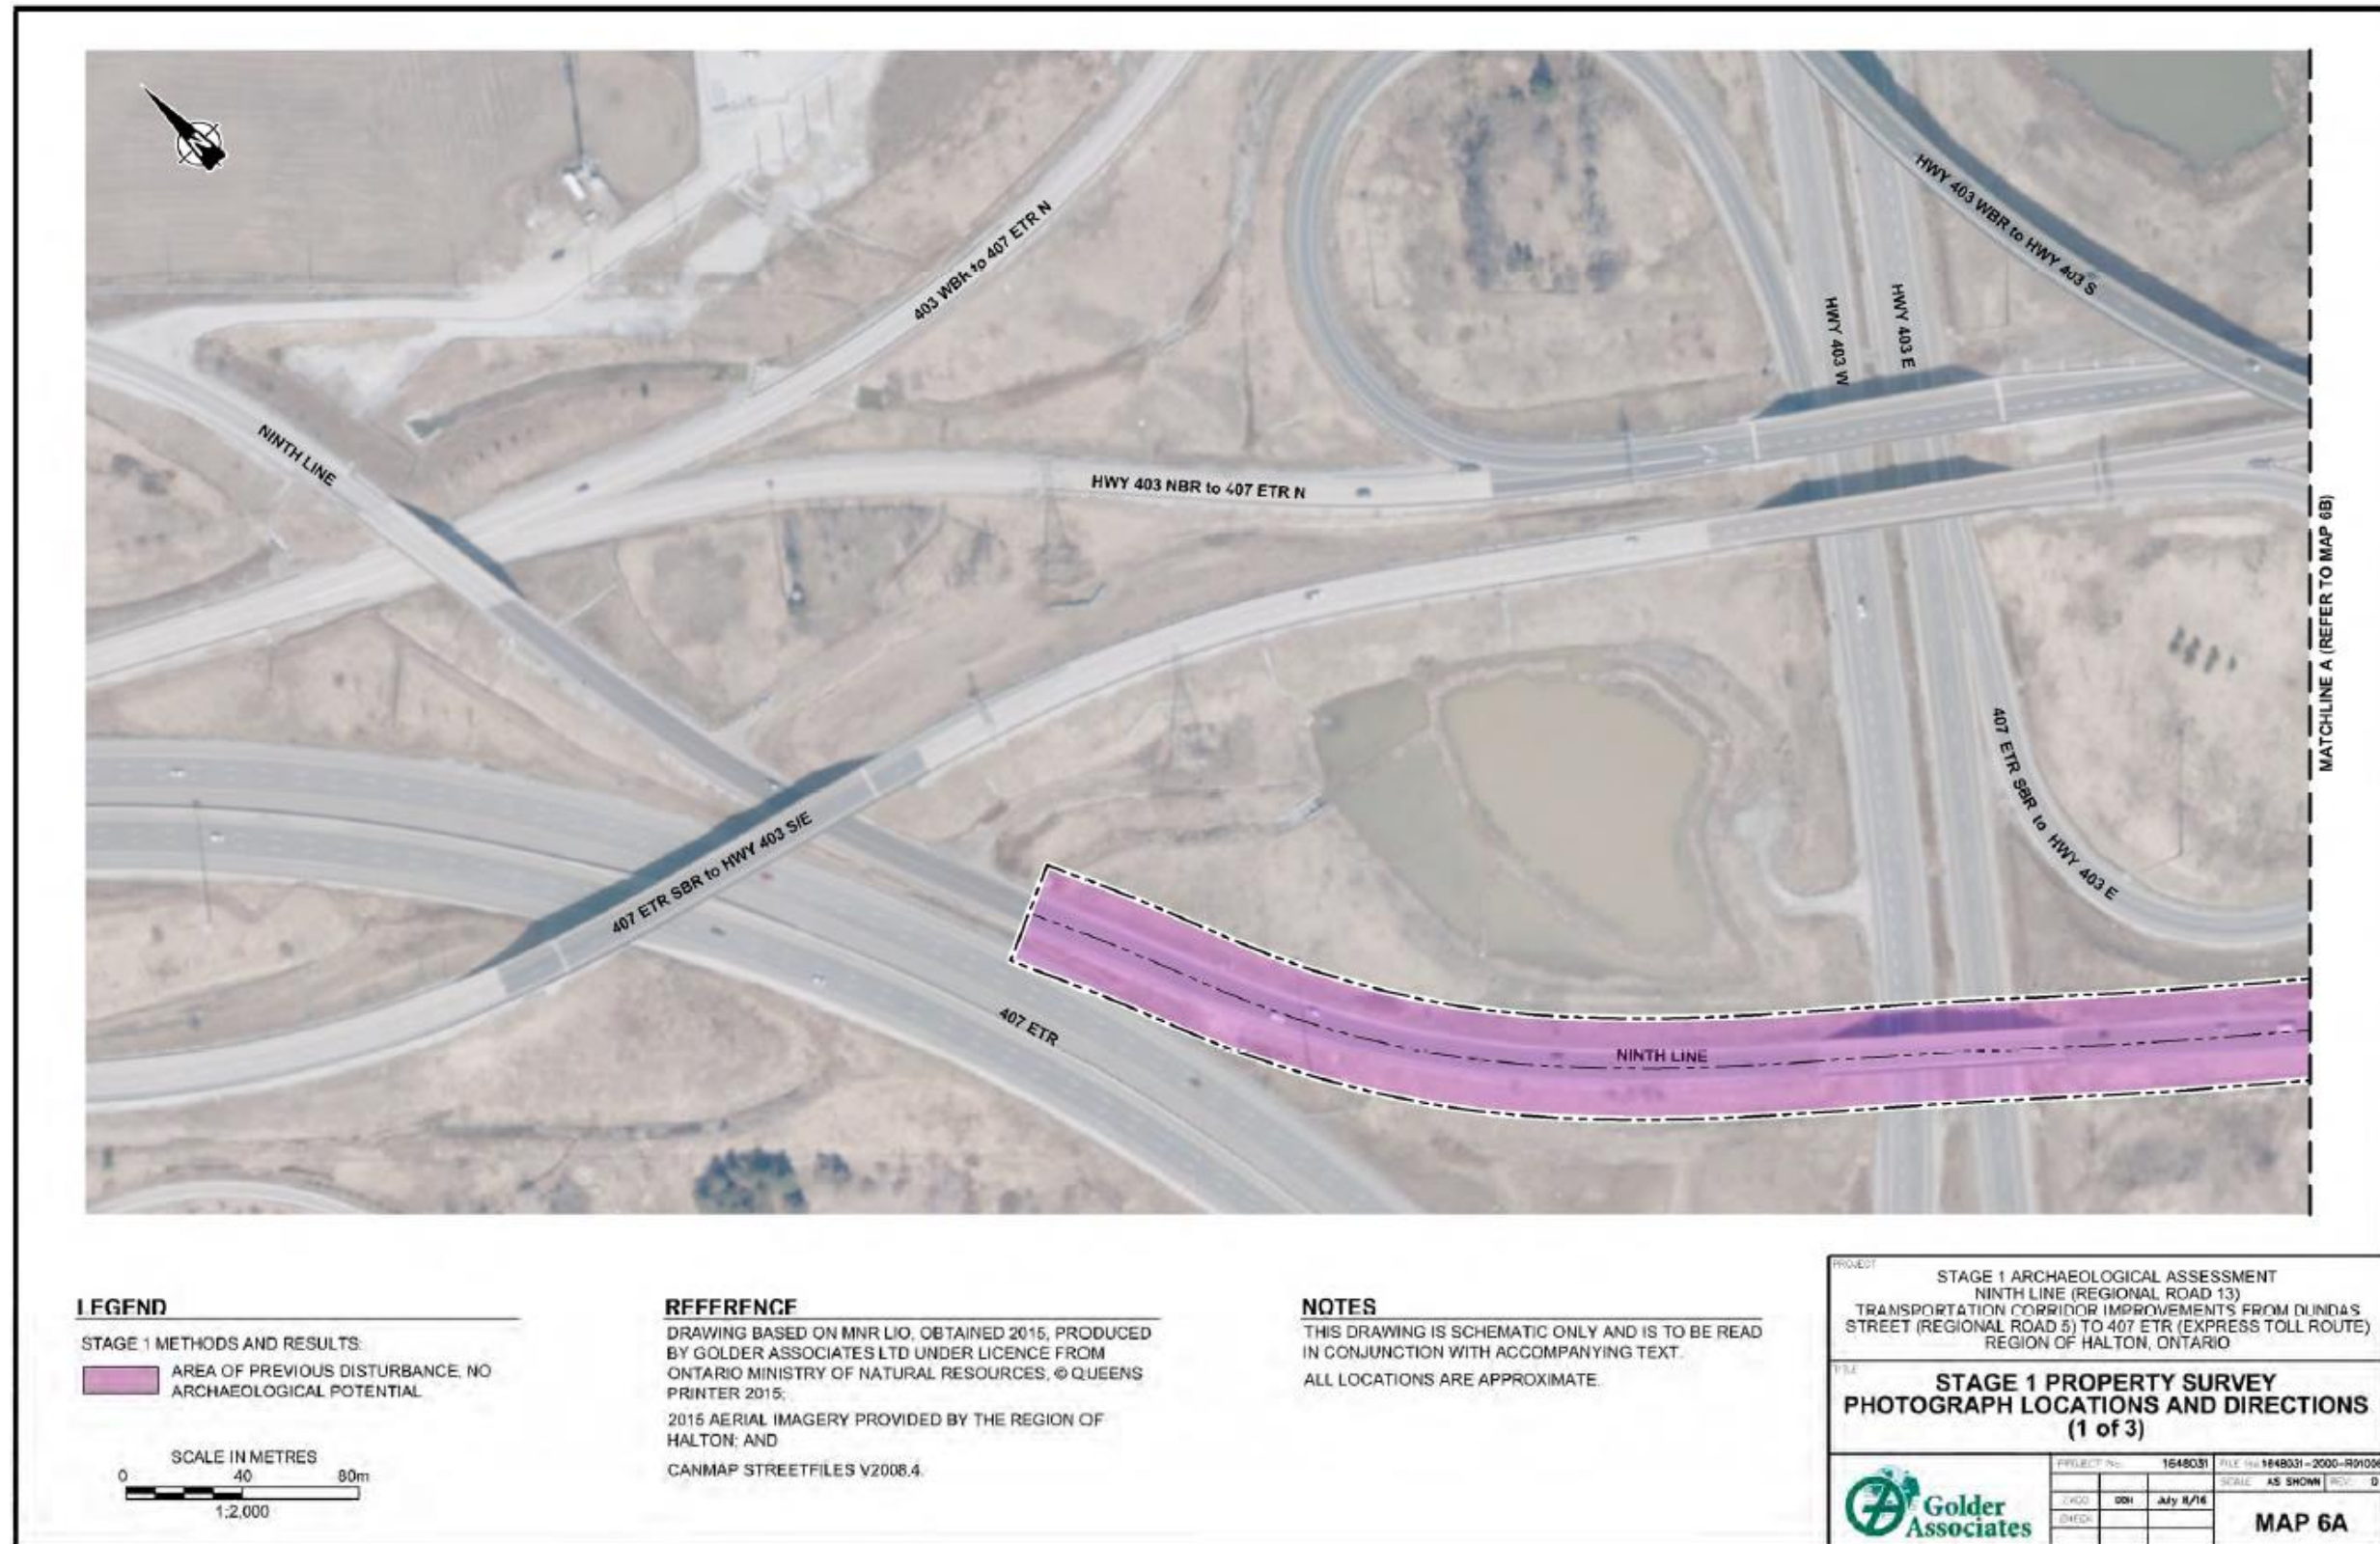 403 WBR to 407 ETR N
HWY 403 WBR to HWY 403 S
HWY 403 W
HWY 403 E
NINTH LINE
HWY 403 NBR to 407 ETR N
MATCHLINE A (REFER TO MAP 6B)
407 ETR SBR to HWY 403 E
407 ETR SBR to HWY 403 S/E
407 ETR
NINTH LINE
LEGEND
STAGE 1 METHODS AND RESULTS:
AREA OF PREVIOUS DISTURBANCE, NO
ARCHAEOLOGICAL POTENTIAL
SCALE IN METRES
0 40 80m
1:2,000
REFERENCE
DRAWING BASED ON MNR LIO, OBTAINED 2015, PRODUCED
BY GOLDER ASSOCIATES LTD UNDER LICENCE FROM
ONTARIO MINISTRY OF NATURAL RESOURCES, © QUEENS
PRINTER 2015;
2015 AERIAL IMAGERY PROVIDED BY THE REGION OF
HALTON; AND
CANMAP STREETFILES V2008.4.
NOTES
THIS DRAWING IS SCHEMATIC ONLY AND IS TO BE READ
IN CONJUNCTION WITH ACCOMPANYING TEXT.
ALL LOCATIONS ARE APPROXIMATE.
PROJECT
STAGE 1 ARCHAEOLOGICAL ASSESSMENT
NINTH LINE (REGIONAL ROAD 13)
TRANSPORTATION CORRIDOR IMPROVEMENTS FROM DUNDAS
STREET (REGIONAL ROAD 5) TO 407 ETR (EXPRESS TOLL ROUTE)
REGION OF HALTON, ONTARIO
TITLE
STAGE 1 PROPERTY SURVEY
PHOTOGRAPH LOCATIONS AND DIRECTIONS
(1 of 3)
Golder
Associates
PROJECT No. 1648031
SCALE AS SHOWN REV. 0
July 8/16
CHECK
MAP 6A